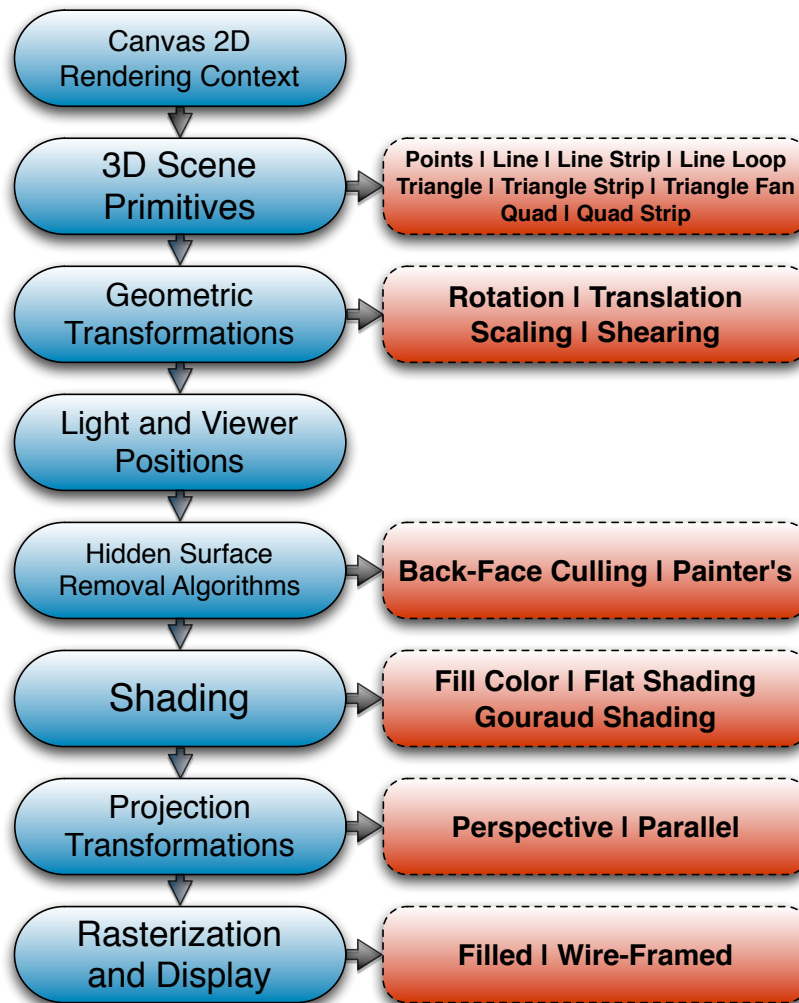 Canvas 2D
Rendering Context
3D Scene
Primitives
Points | Line | Line Strip | Line Loop
Triangle | Triangle Strip | Triangle Fan
Quad | Quad Strip
Geometric
Transformations
Rotation | Translation
Scaling | Shearing
Light and Viewer
Positions
Hidden Surface
Removal Algorithms
Back-Face Culling | Painter's
Shading
Fill Color | Flat Shading
Gouraud Shading
Projection
Transformations
Perspective | Parallel
Rasterization
and Display
Filled | Wire-Framed